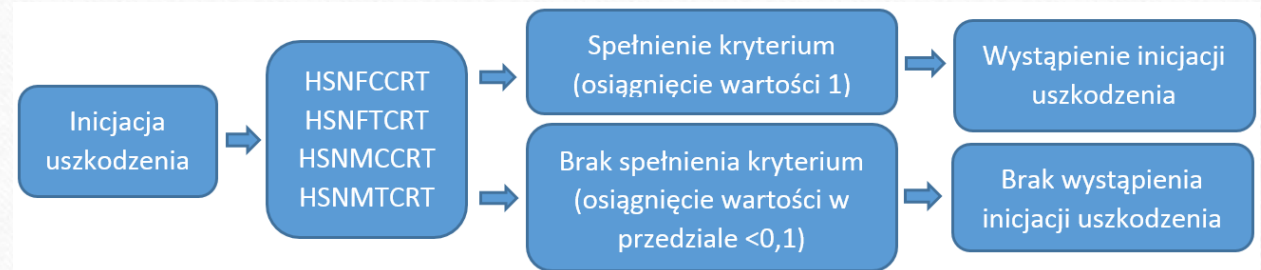 Inicjacja
uszkodzenia
HSNFCCRT
HSNFTCRT
HSNMCCRT
HSNMTCRT
Spełnienie kryterium
(osiągnięcie wartości 1)
Wystąpienie inicjacji
uszkodzenia
Brak spełnienia kryterium
(osiągnięcie wartości w
przedziale <0,1)
Brak wystąpienia
inicjacji uszkodzenia